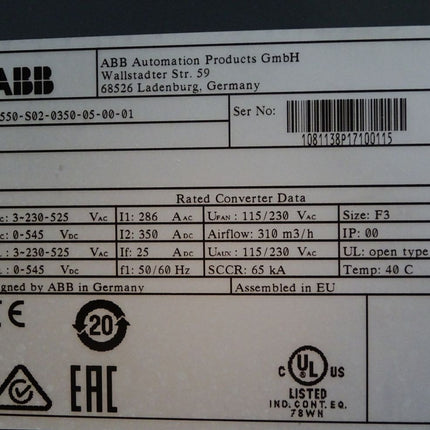 ABB
ABB Automation Products GmbH
Wallstadter Str. 59
68526 Ladenburg, Germany
550-S02-0350-05-00-01
Ser No:
1081138P17100115
Rated Converter Data
: 3~230-525 VAC I1: 286 AAC UFAN : 115/230 VAC Size: F3
: 0-545 VDC I2: 350 ADC Airflow: 310 m3/h IP: 00
: 3~230-525 VAC If: 25 ADC UAUX : 115/230 VAC UL: open type
: 0-545 VDC f1: 50/60 Hz SCCR: 65 kA Temp: 40 C
igned by ABB in Germany Assembled in EU
CE
20
EAC
C UL US
LISTED
IND. CONT. EQ.
78WN